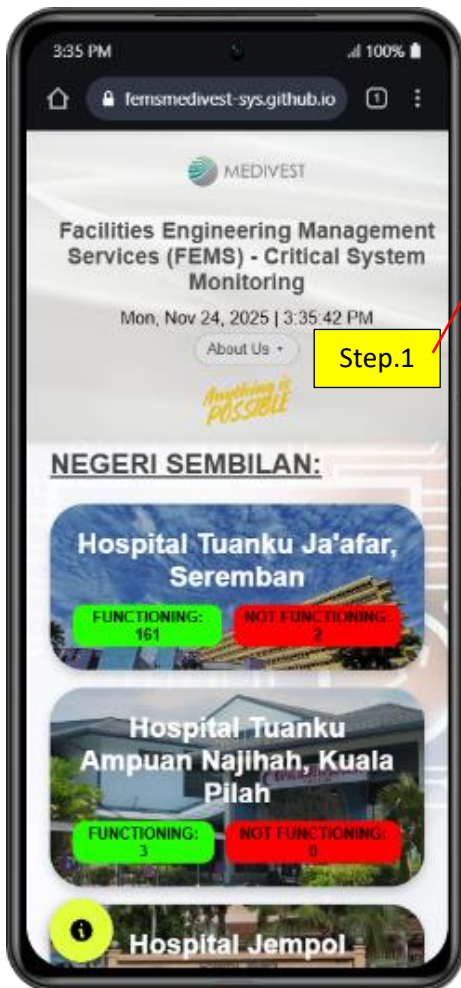 3:35 PM
100%
femsmedivest-sys.github.io
1
MEDIVEST
Facilities Engineering Management
Services (FEMS) - Critical System
Monitoring
Mon, Nov 24, 2025 | 3:35:42 PM
About Us
Step.1
Anything is
POSSIBLE
NEGERI SEMBILAN:
Hospital Tuanku Ja'afar,
Seremban
FUNCTIONING:
161
NOT FUNCTIONING:
2
Hospital Tuanku
Ampuan Najihah, Kuala
Pilah
FUNCTIONING:
3
NOT FUNCTIONING:
0
Hospital Jempol